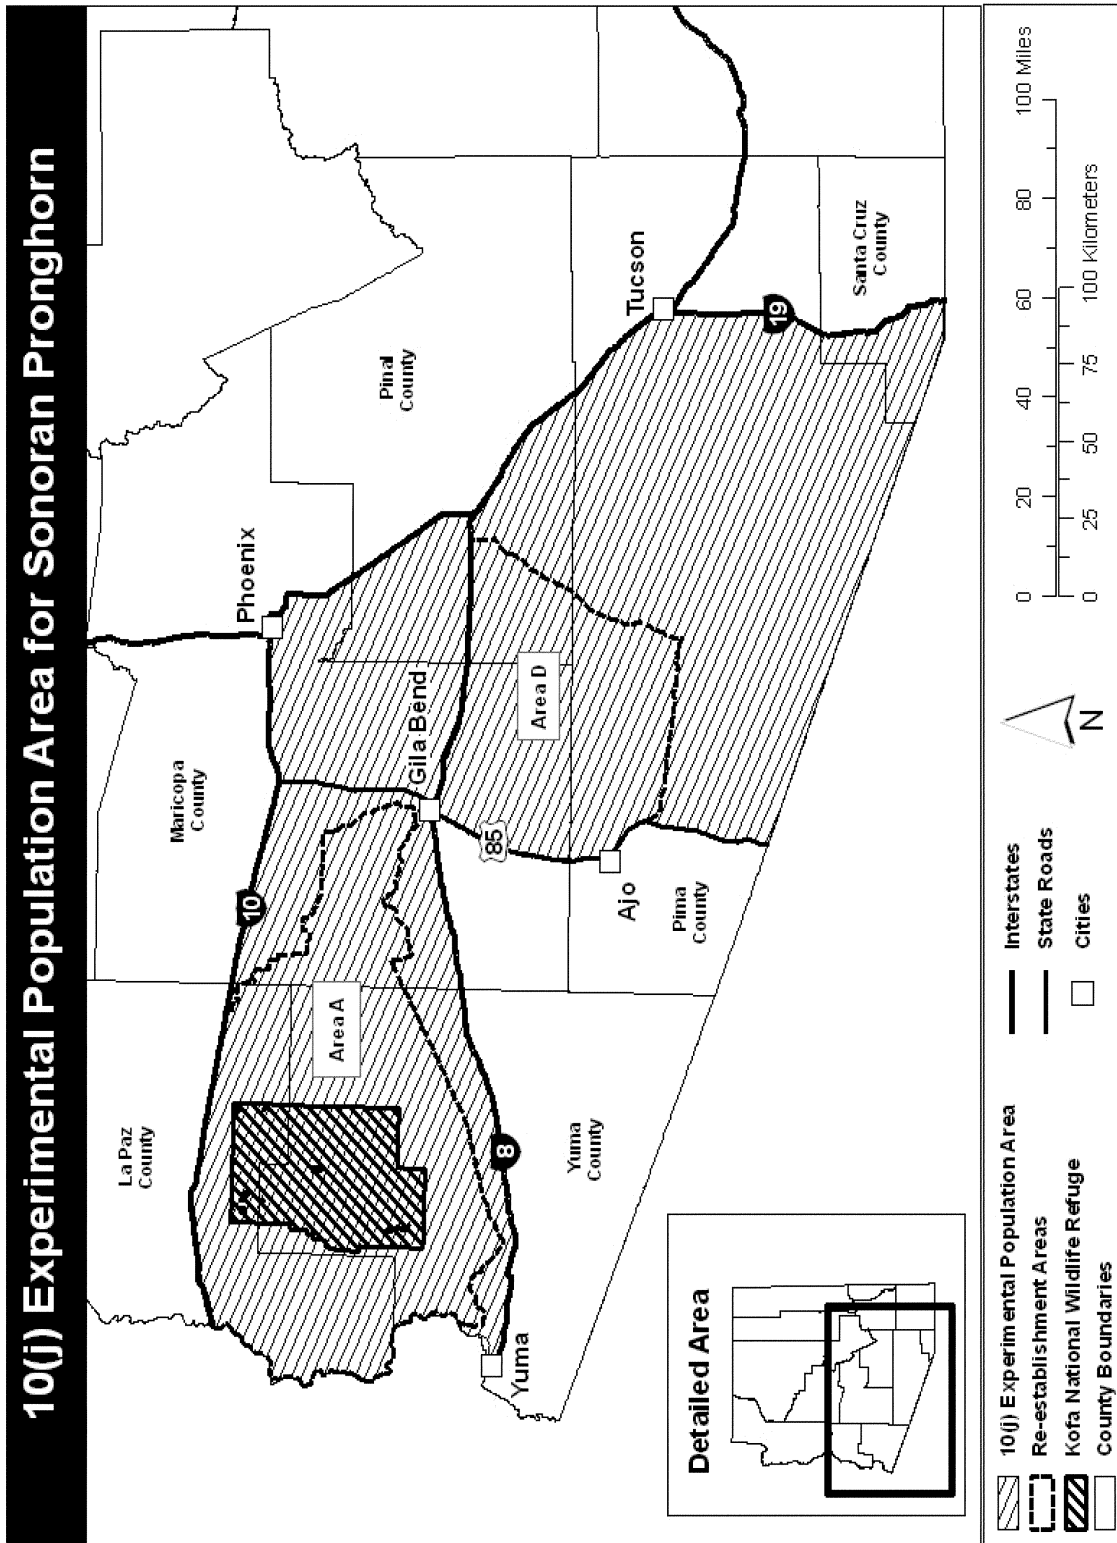 10(j) Experimental Population Area for Sonoran Pronghorn
La Paz
County
Maricopa
County
10
Phoenix
Pinal
County
Area A
Gila Bend
Area D
Tucson
8
85
19
Yuma
Yuma
County
Ajo
Pima
County
Santa Cruz
County
Detailed Area
10(j) Experimental Population Area
Re-establishment Areas
Kofa National Wildlife Refuge
County Boundaries
Interstates
State Roads
Cities
N
0 20 40 60 80 100 Miles
0 25 50 75 100 Kilometers